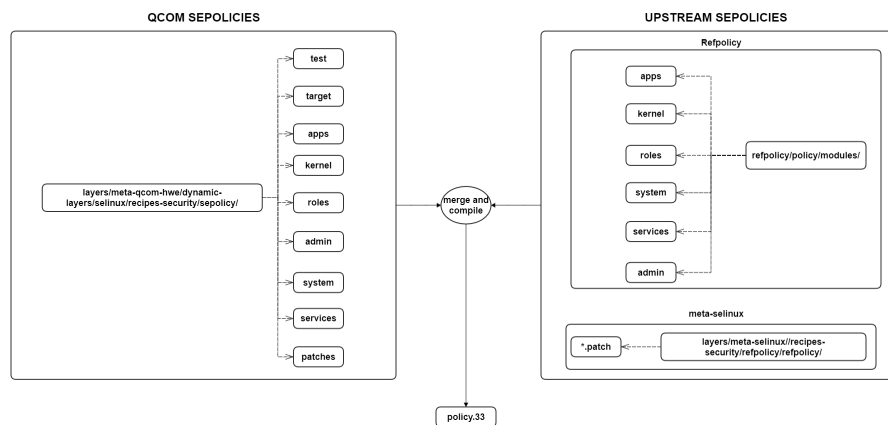 QCOM SEPOLICIES
layers/meta-qcom-hwe/dynamic-
layers/selinux/recipes-security/sepolicy/
test
target
apps
kernel
roles
admin
system
services
patches
merge and
compile
policy.33
UPSTREAM SEPOLICIES
Refpolicy
apps
kernel
roles
system
services
admin
refpolicy/policy/modules/
meta-selinux
*.patch
layers/meta-selinux//recipes-
security/refpolicy/refpolicy/